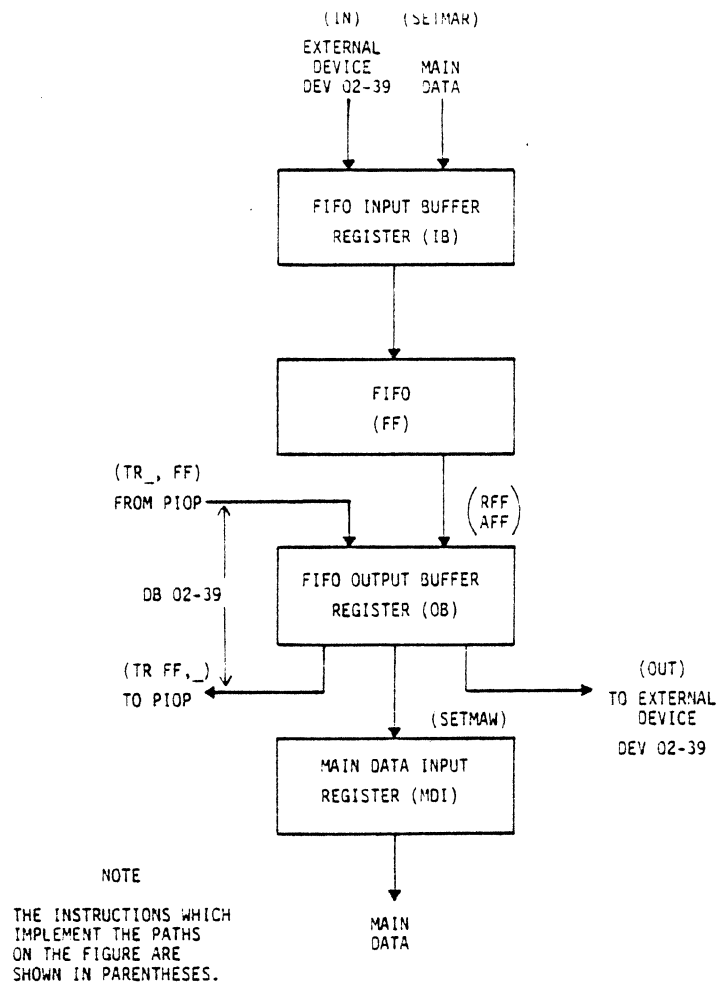 (IN) (SETMAR)
EXTERNAL
DEVICE MAIN
DEV 02-39 DATA
FIFO INPUT BUFFER
REGISTER (IB)
FIFO
(FF)
(TR_, FF)
FROM PIOP
(RFF
AFF)
FIFO OUTPUT BUFFER
REGISTER (OB)
DB 02-39
(TR FF,_)
TO PIOP
(OUT)
TO EXTERNAL
DEVICE
DEV 02-39
(SETMAW)
MAIN DATA INPUT
REGISTER (MDI)
MAIN
DATA
NOTE
THE INSTRUCTIONS WHICH
IMPLEMENT THE PATHS
ON THE FIGURE ARE
SHOWN IN PARENTHESES.